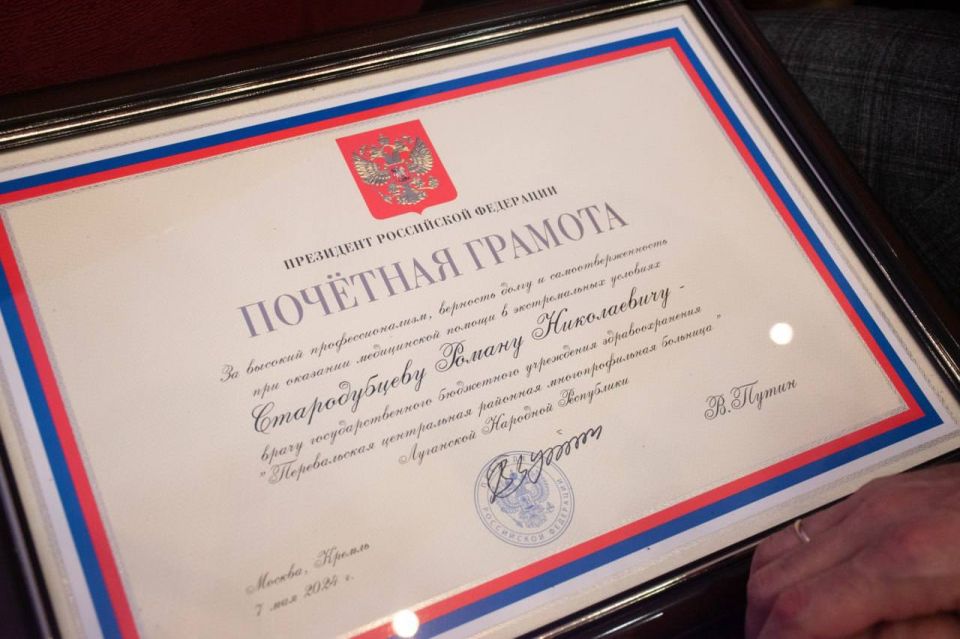 ПРЕЗИДЕНТ РОССИЙСКОЙ ФЕДЕРАЦИИ
ПОЧЁТНАЯ ГРАМОТА
За высокий профессионализм, верность долгу и самоотверженность
при оказании медицинской помощи в экстремальных условиях
Стародубцеву Роману Николаевичу -
врачу государственного бюджетного учреждения здравоохранения
"Перевальская центральная районная многопрофильная больница"
Луганской Народной Республики
В.Путин
РОССИЙСКОЙ ФЕДЕРАЦИИ
Москва, Кремль
7 мая 2024 г.